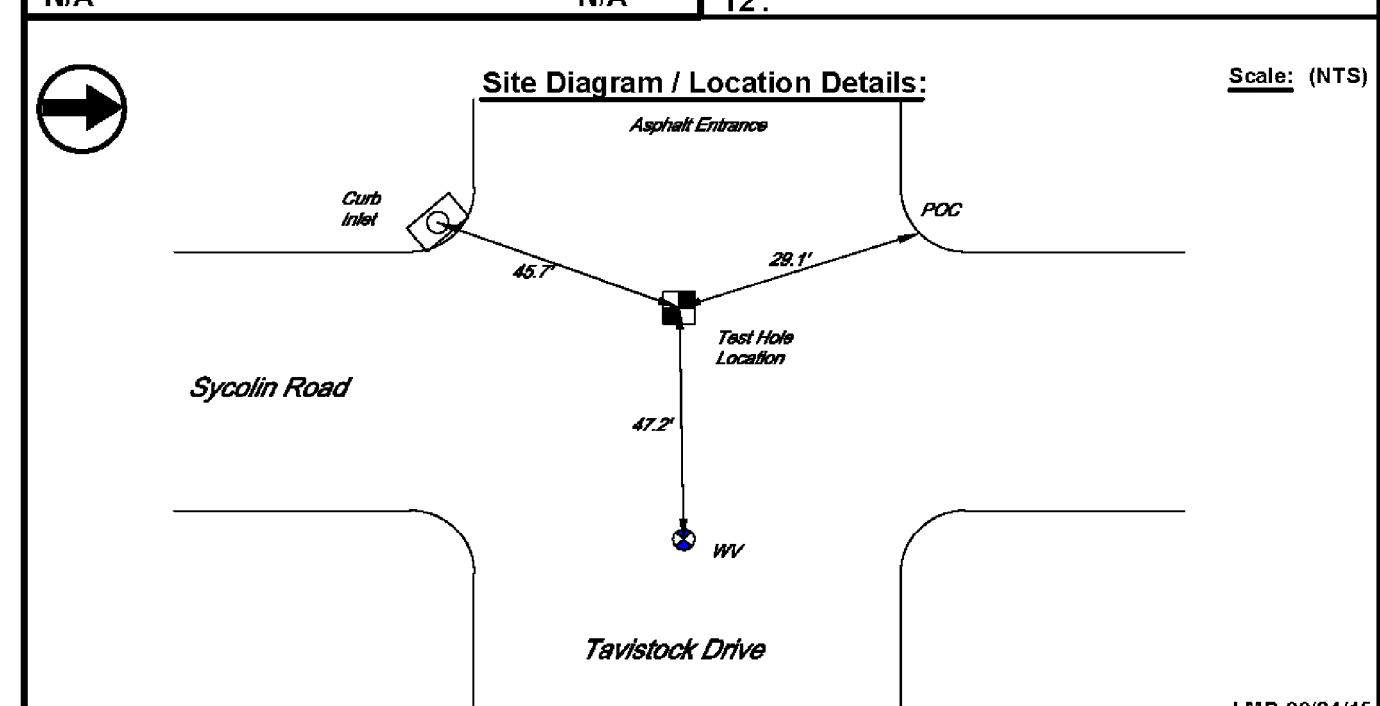 N/A N/A 12.
Site Diagram / Location Details:
Scale: (NTS)
Asphalt Entrance
Curb
Inlet
POC
45.7'
29.1'
Test Hole
Location
Sycolin Road
47.2'
WV
Tavistock Drive